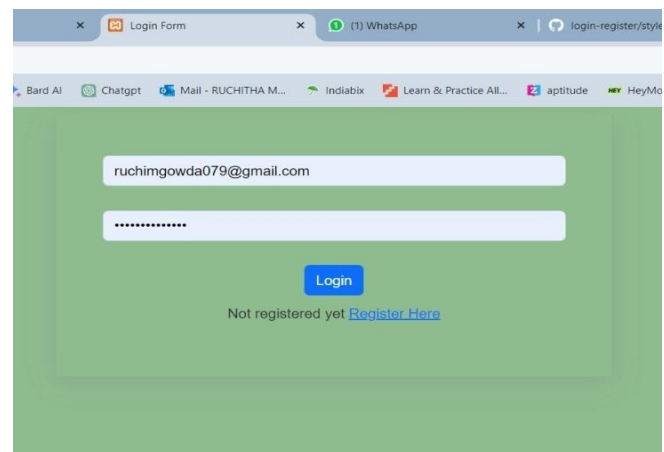 Login Form
(1) WhatsApp
login-register/style
Bard AI
Chatgpt
Mail - RUCHITHA M...
Indiabix
Learn & Practice All...
aptitude
HEY HeyMo
ruchimgowda079@gmail.com
••••••••••••••
Login
Not registered yet Register Here